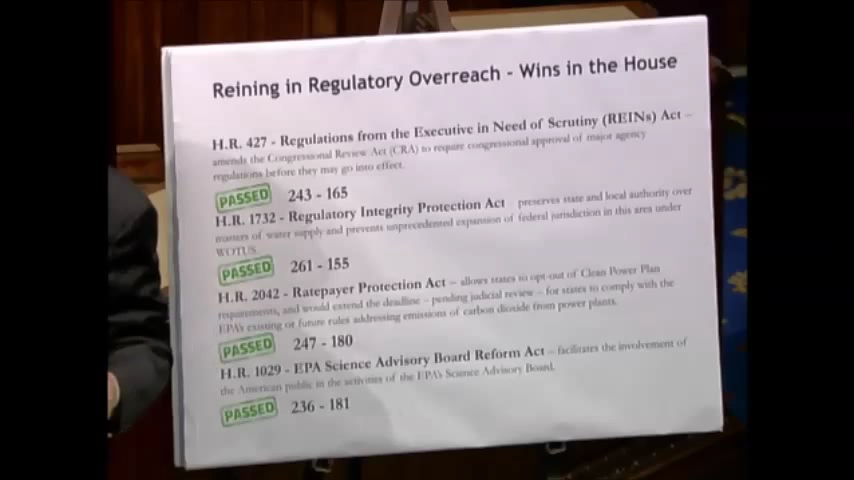 Reining in Regulatory Overreach - Wins in the House
H.R. 427 - Regulations from the Executive in Need of Scrutiny (REINs) Act –
amends the Congressional Review Act (CRA) to require congressional approval of major agency
regulations before they may go into effect.
PASSED 243 - 165
H.R. 1732 - Regulatory Integrity Protection Act – preserves state and local authority over
matters of water supply and prevents unprecedented expansion of federal jurisdiction in this area under
WOTUS.
PASSED 261 - 155
H.R. 2042 - Ratepayer Protection Act – allows states to opt-out of Clean Power Plan
requirements, and would extend the deadline – pending judicial review – for states to comply with the
EPA's existing or future rules addressing emissions of carbon dioxide from power plants.
PASSED 247 - 180
H.R. 1029 - EPA Science Advisory Board Reform Act – facilitates the involvement of
the American public in the activities of the EPA's Science Advisory Board.
PASSED 236 - 181